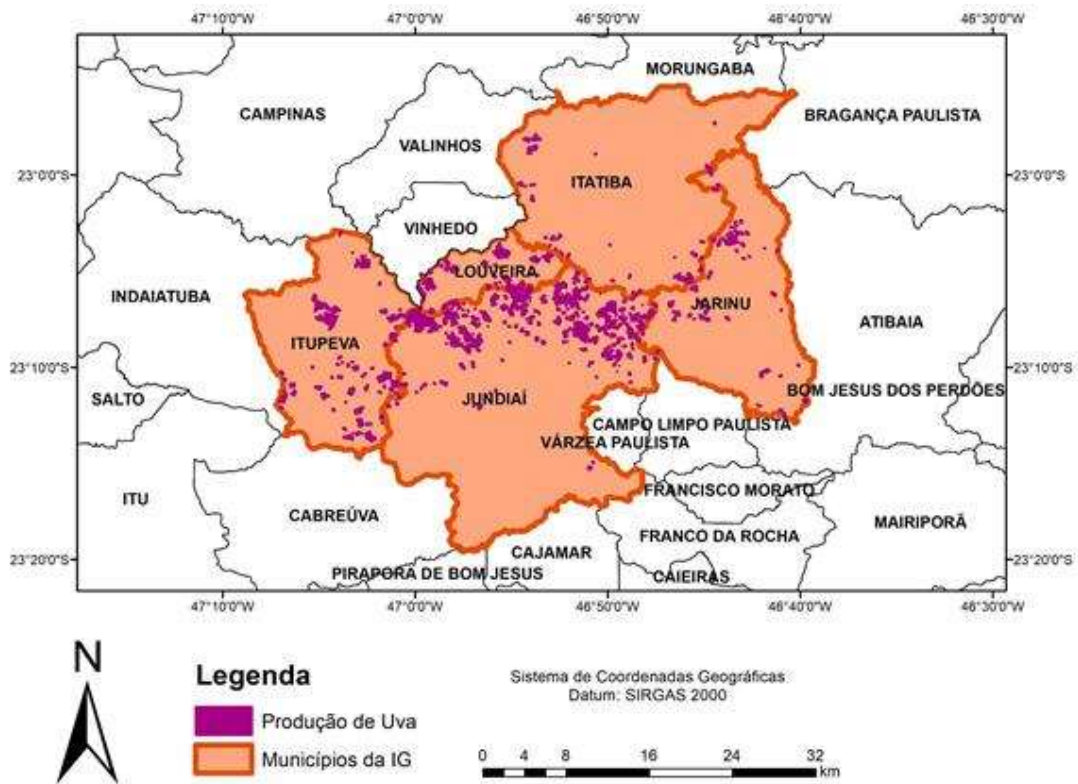 47°10'0"W 47°0'0"W 46°50'0"W 46°40'0"W 46°30'0"W
MORUNGABA
CAMPINAS
BRAGANÇA PAULISTA
VALINHOS
23°0'0"S
ITATIBA
23°0'0"S
VINHEDO
LOUVEIRA
INDAIATUBA
JARINU
ATIBAIA
ITUPEVA
23°10'0"S
23°10'0"S
BOM JESUS DOS PERDÕES
SALTO
JUNDIAÍ
CAMPO LIMPO PAULISTA
VÁRZEA PAULISTA
FRANCISCO MORATO
ITU
CABREÚVA
MAIRIPORÃ
FRANCO DA ROCHA
CAJAMAR
23°20'0"S
23°20'0"S
PIRAPORA DE BOM JESUS
CAIEIRAS
47°10'0"W 47°0'0"W 46°50'0"W 46°40'0"W 46°30'0"W
N
Legenda
Produção de Uva
Municípios da IG
Sistema de Coordenadas Geográficas
Datum: SIRGAS 2000
0 4 8 16 24 32
km